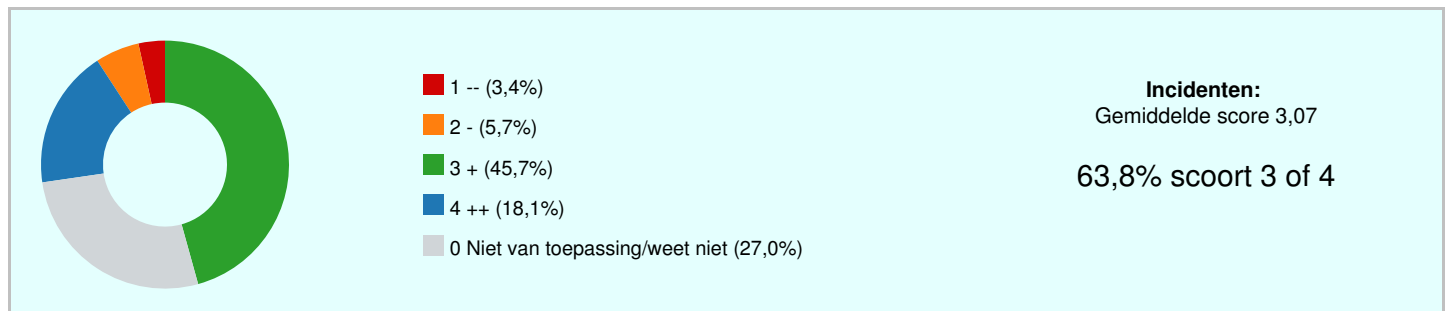 1 -- (3,4%)
2 - (5,7%)
3 + (45,7%)
4 ++ (18,1%)
0 Niet van toepassing/weet niet (27,0%)
Incidenten:
Gemiddelde score 3,07
63,8% scoort 3 of 4